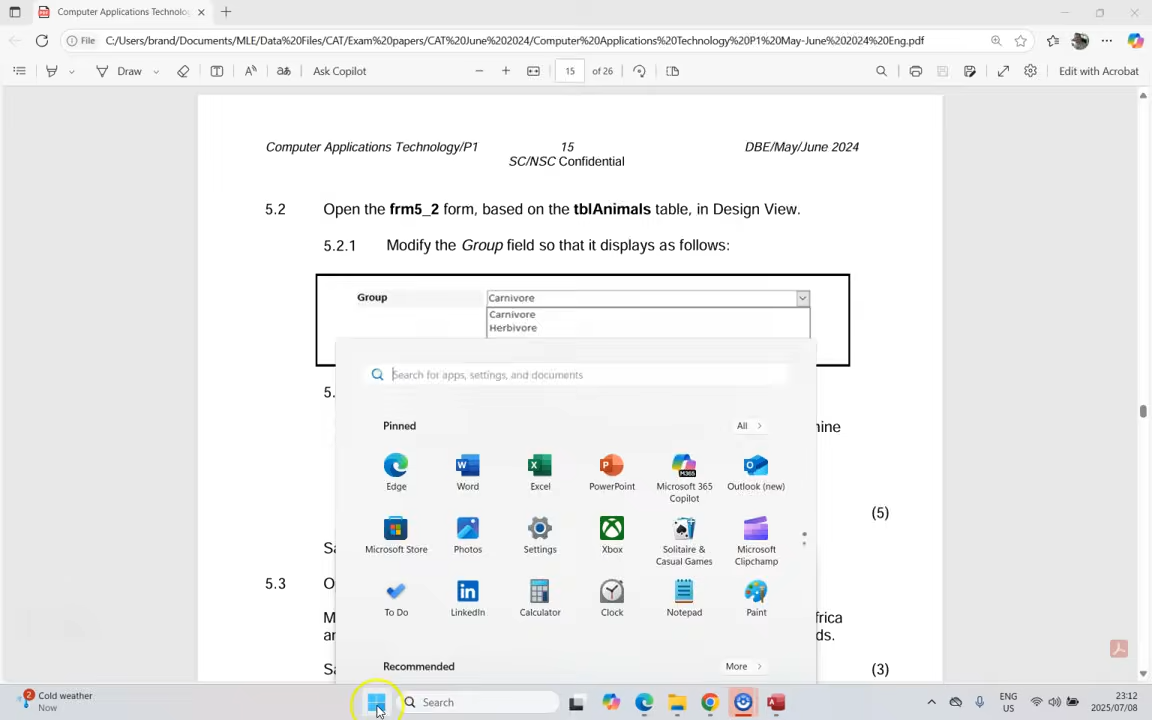 Computer Applications Technolo
File
C:/Users/brand/Documents/MLE/Data%20Files/CAT/Exam%20papers/CAT%20June%202024/Computer%20Applications%20Technology%20P1%20May-June%202024%20Eng.pdf
Draw
Ask Copilot
15
of 26
Edit with Acrobat
Computer Applications Technology/P1
15
DBE/May/June 2024
SC/NSC Confidential
5.2
Open the frm5_2 form, based on the tblAnimals table, in Design View.
5.2.1
Modify the Group field so that it displays as follows:
Group
Carnivore
Carnivore
Herbivore
Search for apps, settings, and documents
5.
Pinned
All
nine
Edge
Word
Excel
PowerPoint
Microsoft 365 Copilot
Outlook (new)
(5)
Microsoft Store
Photos
Settings
Xbox
Solitaire & Casual Games
Microsoft Clipchamp
5.3
To Do
LinkedIn
Calculator
Clock
Notepad
Paint
frica
ds.
Recommended
More
(3)
2
Cold weather
Now
Search
ENG
US
23:12
2025/07/08